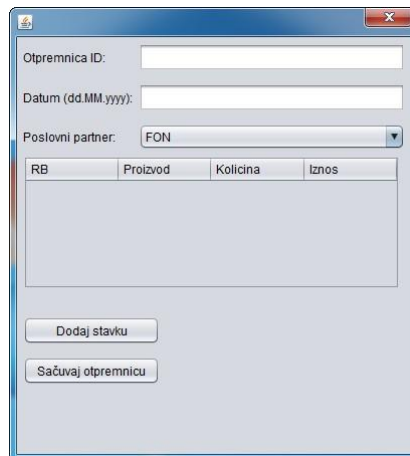 Otpremnica ID:
Datum (dd.MM.yyyy):
Poslovni partner: FON
RB Proizvod Kolicina Iznos
Dodaj stavku
Sačuvaj otpremnicu